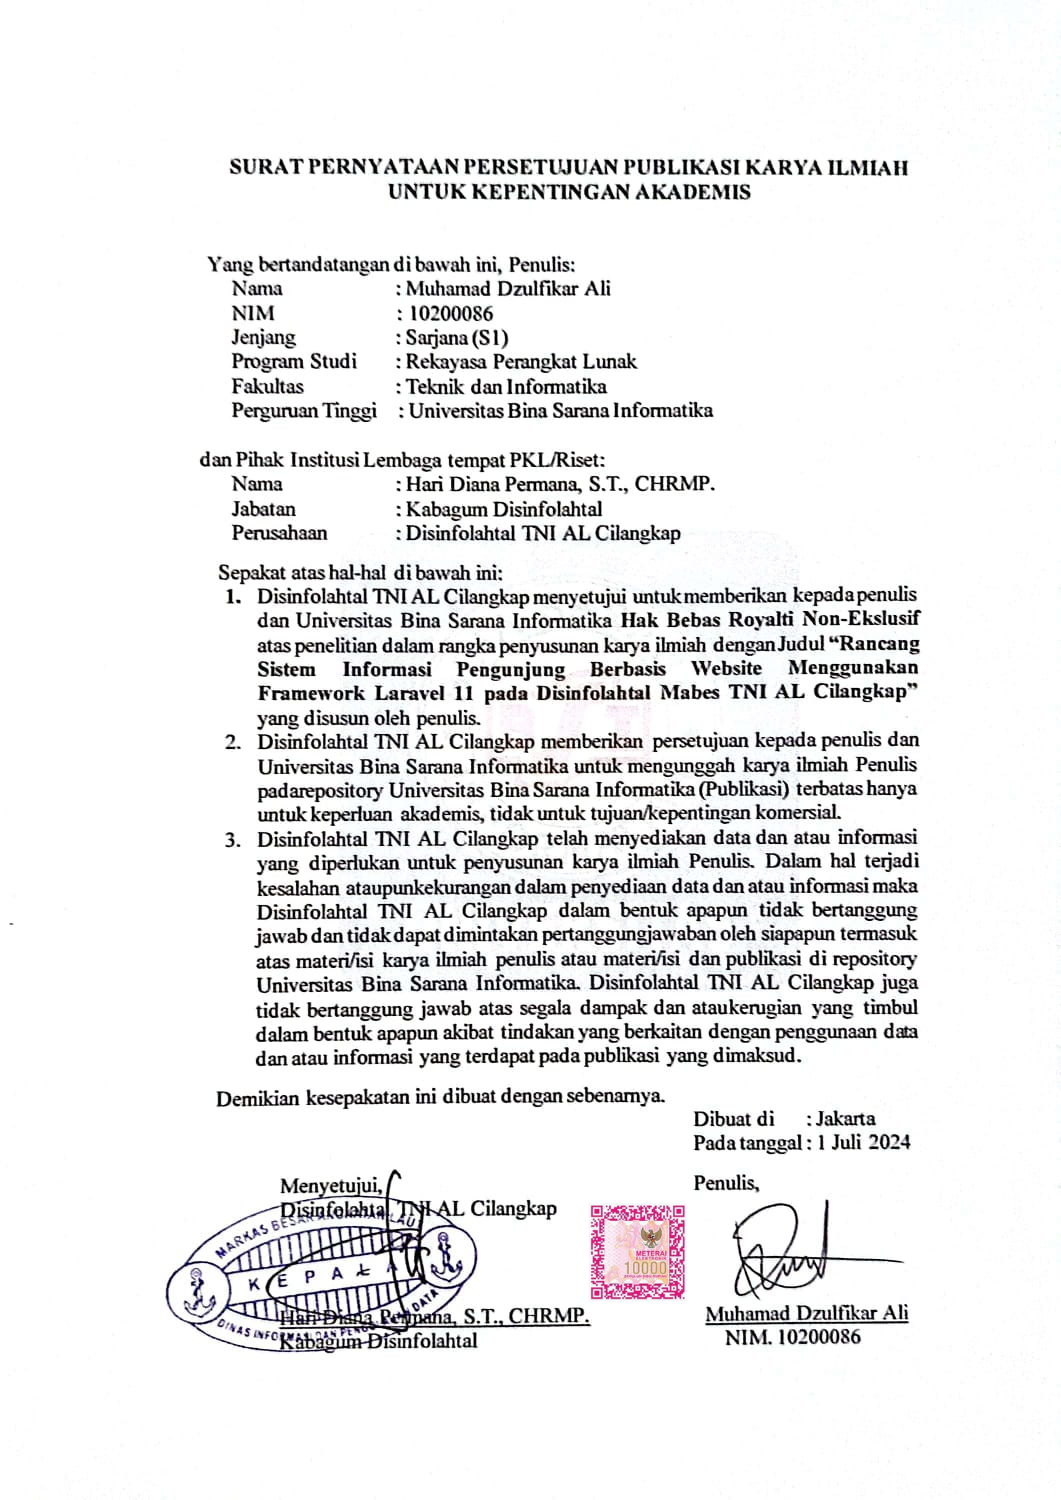 SURAT PERNYATAAN PERSETUJUAN PUBLIKASI KARYA ILMIAH
UNTUK KEPENTINGAN AKADEMIS
Yang bertandatangan di bawah ini, Penulis:
Nama : Muhamad Dzulfikar Ali
NIM : 10200086
Jenjang : Sarjana (S1)
Program Studi : Rekayasa Perangkat Lunak
Fakultas : Teknik dan Informatika
Perguruan Tinggi : Universitas Bina Sarana Informatika
dan Pihak Institusi Lembaga tempat PKL/Riset:
Nama : Hari Diana Permana, S.T., CHRMP.
Jabatan : Kabagum Disinfolahtal
Perusahaan : Disinfolahtal TNI AL Cilangkap
Sepakat atas hal-hal di bawah ini:
1. Disinfolahtal TNI AL Cilangkap menyetujui untuk memberikan kepada penulis
dan Universitas Bina Sarana Informatika Hak Bebas Royalti Non-Ekslusif
atas penelitian dalam rangka penyusunan karya ilmiah dengan Judul “Rancang
Sistem Informasi Pengunjung Berbasis Website Menggunakan
Framework Laravel 11 pada Disinfolahtal Mabes TNI AL Cilangkap”
yang disusun oleh penulis.
2. Disinfolahtal TNI AL Cilangkap memberikan persetujuan kepada penulis dan
Universitas Bina Sarana Informatika untuk mengunggah karya ilmiah Penulis
padarepository Universitas Bina Sarana Informatika (Publikasi) terbatas hanya
untuk keperluan akademis, tidak untuk tujuan/kepentingan komersial.
3. Disinfolahtal TNI AL Cilangkap telah menyediakan data dan atau informasi
yang diperlukan untuk penyusunan karya ilmiah Penulis. Dalam hal terjadi
kesalahan ataupunkekurangan dalam penyediaan data dan atau informasi maka
Disinfolahtal TNI AL Cilangkap dalam bentuk apapun tidak bertanggung
jawab dan tidak dapat dimintakan pertanggungjawaban oleh siapapun termasuk
atas materi/isi karya ilmiah penulis atau materi/isi dan publikasi di repository
Universitas Bina Sarana Informatika. Disinfolahtal TNI AL Cilangkap juga
tidak bertanggung jawab atas segala dampak dan ataukerugian yang timbul
dalam bentuk apapun akibat tindakan yang berkaitan dengan penggunaan data
dan atau informasi yang terdapat pada publikasi yang dimaksud.
Demikian kesepakatan ini dibuat dengan sebenarnya.
Dibuat di : Jakarta
Pada tanggal : 1 Juli 2024
Menyetujui,
Disinfolahtal TNI AL Cilangkap
Penulis,
MARKAS BESAR ANGKATAN LAUT
KEPALA
DINAS INFORMASI DAN PENGOLAHAN DATA
METERAI
ELEKTRONIK
10000
Hari Diana Permana, S.T., CHRMP.
Kabagum Disinfolahtal
Muhamad Dzulfikar Ali
NIM. 10200086